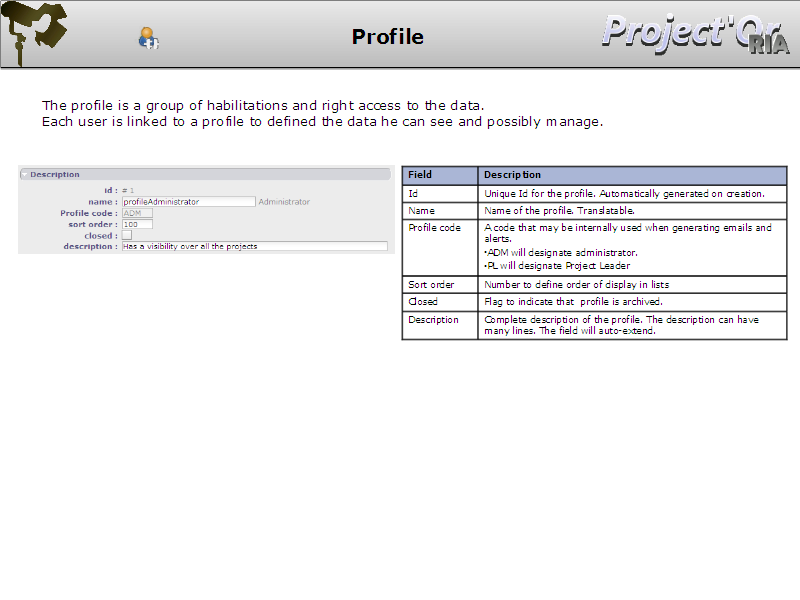 Profile
Project'Or
RIA
The profile is a group of habilitations and right access to the data.
Each user is linked to a profile to defined the data he can see and possibly manage.
Description
Id : # 1
name : profileAdministrator Administrator
Profile code : ADM
sort order : 100
closed :
description : Has a visibility over all the projects
Field Description
Id Unique Id for the profile. Automatically generated on creation.
Name Name of the profile. Translatable.
Profile code A code that may be internally used when generating emails and
alerts.
•ADM will designate administrator.
•PL will designate Project Leader
Sort order Number to define order of display in lists
Closed Flag to indicate that profile is archived.
Description Complete description of the profile. The description can have
many lines. The field will auto-extend.